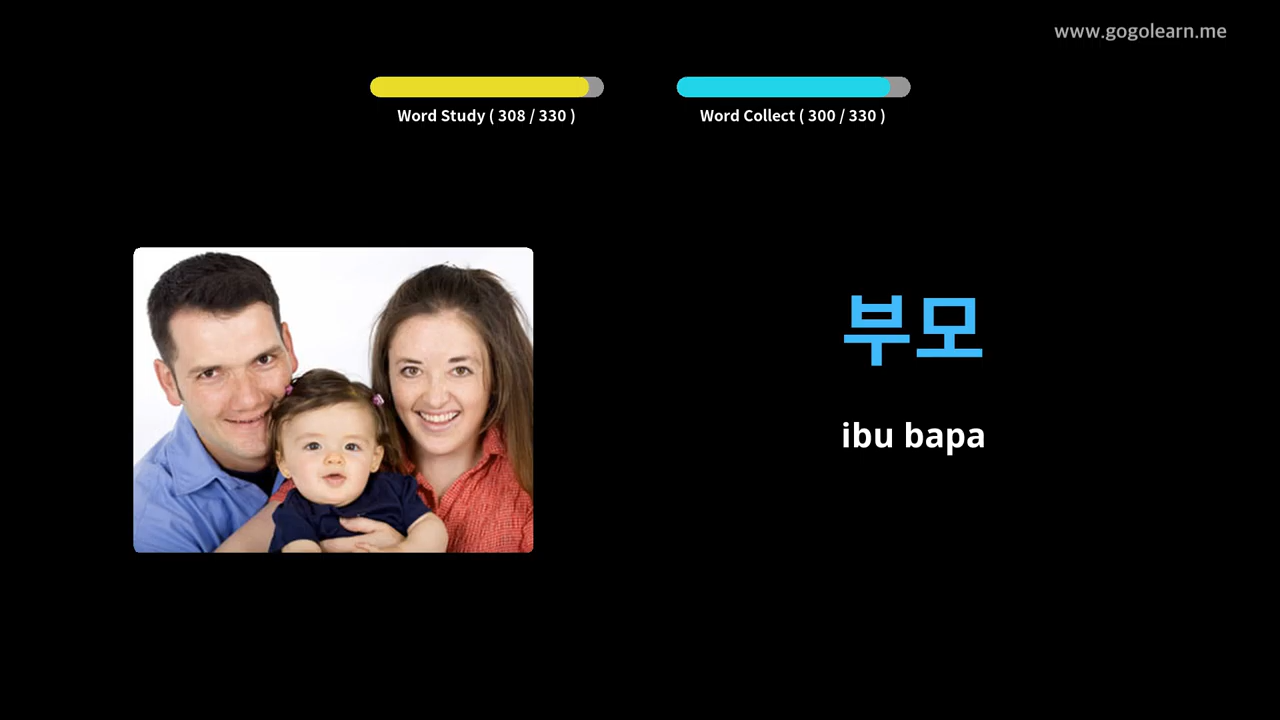 www.gogolearn.me
Word Study ( 308 / 330 )
Word Collect ( 300 / 330 )
부모
ibu bapa